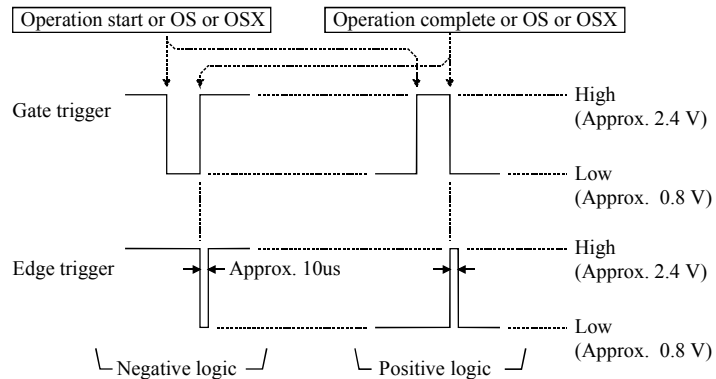 Operation start or OS or OSX
Operation complete or OS or OSX
Gate trigger
High
(Approx. 2.4 V)
Low
(Approx. 0.8 V)
Edge trigger
Approx. 10us
High
(Approx. 2.4 V)
Low
(Approx. 0.8 V)
Negative logic
Positive logic